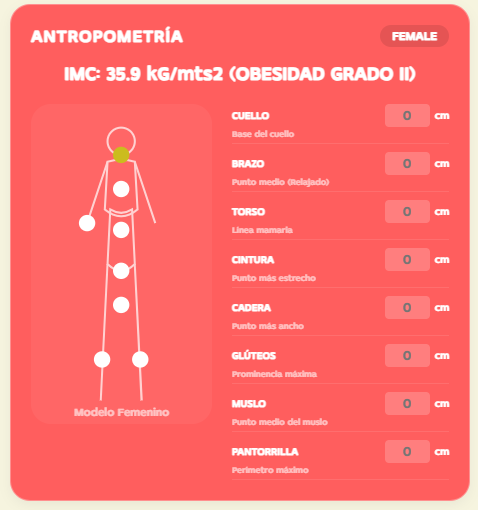 ANTROPOMETRÍA
FEMALE
IMC: 35.9 kG/mts2 (OBESIDAD GRADO II)
CUELLO 0 cm
Base del cuello
BRAZO 0 cm
Punto medio (Relajado)
TORSO 0 cm
Línea mamaria
CINTURA 0 cm
Punto más estrecho
CADERA 0 cm
Punto más ancho
GLÚTEOS 0 cm
Prominencia máxima
MUSLO 0 cm
Punto medio del muslo
PANTORRILLA 0 cm
Perímetro máximo
Modelo Femenino